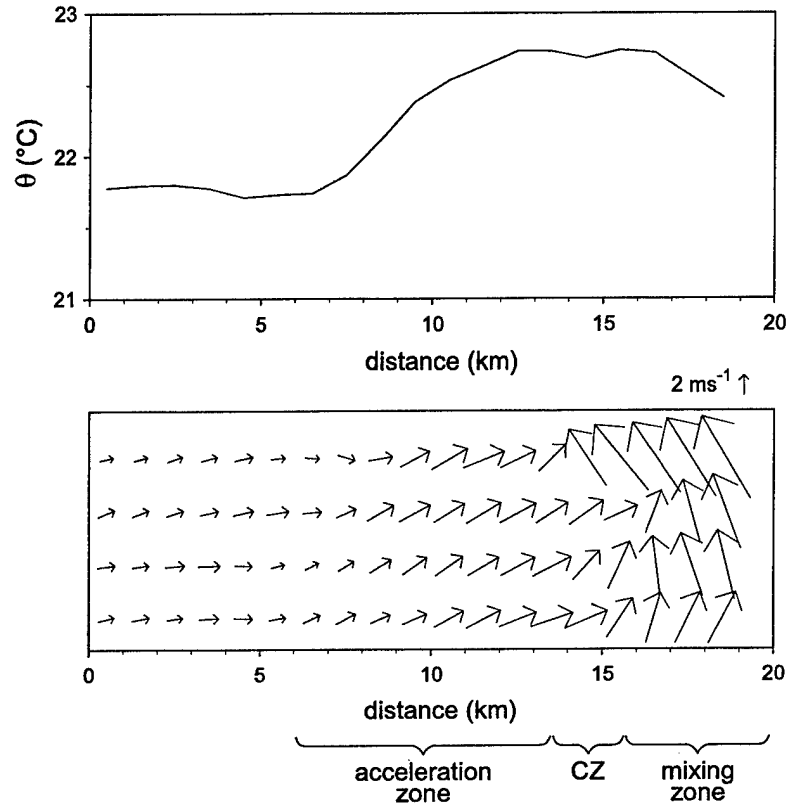 23
22
21
θ (°C)
0 5 10 15 20
distance (km)
2 ms⁻¹ ↑
0 5 10 15 20
distance (km)
acceleration zone
CZ
mixing zone